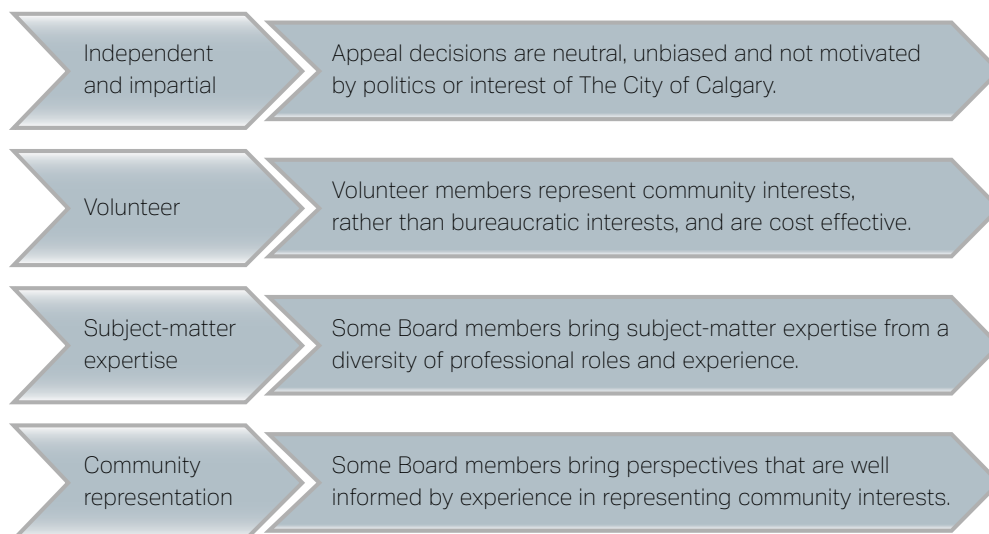 Independent
and impartial
Appeal decisions are neutral, unbiased and not motivated
by politics or interest of The City of Calgary.
Volunteer
Volunteer members represent community interests,
rather than bureaucratic interests, and are cost effective.
Subject-matter
expertise
Some Board members bring subject-matter expertise from a
diversity of professional roles and experience.
Community
representation
Some Board members bring perspectives that are well
informed by experience in representing community interests.